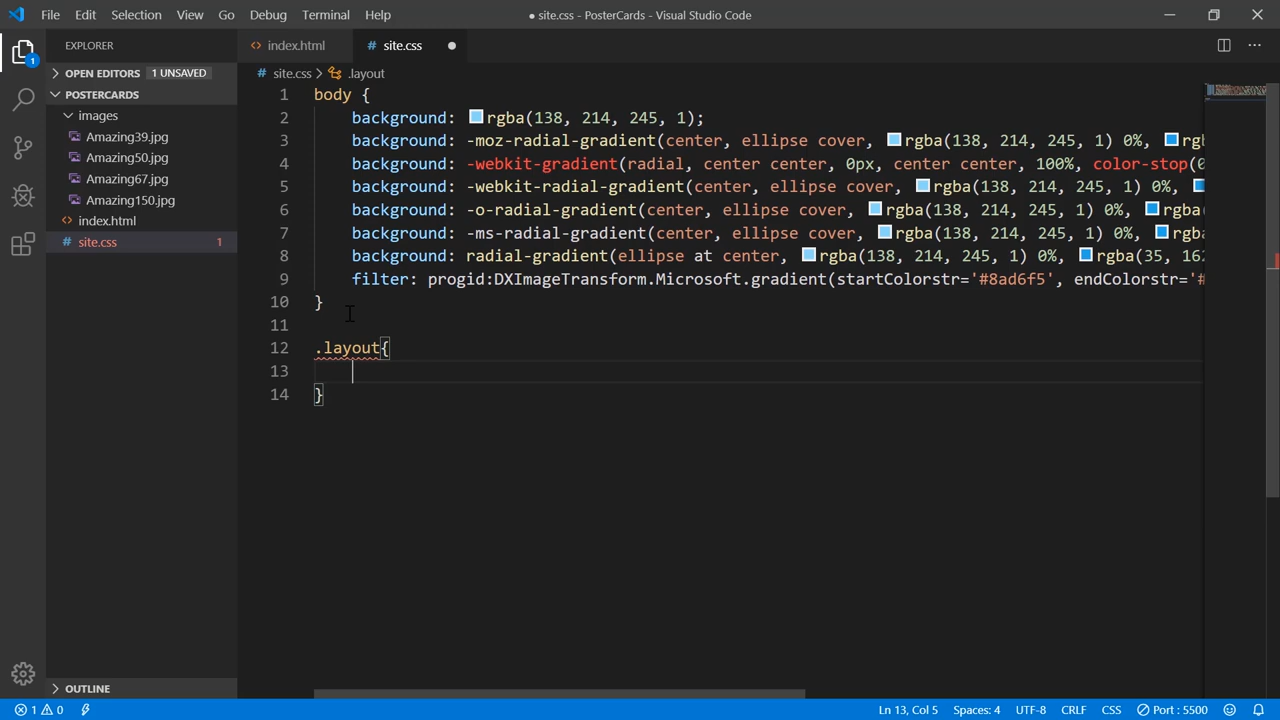 File Edit Selection View Go Debug Terminal Help
● site.css - PosterCards - Visual Studio Code
EXPLORER
index.html
site.css
OPEN EDITORS 1 UNSAVED
site.css > .layout
POSTERCARDS
images
Amazing39.jpg
Amazing50.jpg
Amazing67.jpg
Amazing150.jpg
index.html
site.css 1
1
1 body {
2 background: rgba(138, 214, 245, 1);
3 background: -moz-radial-gradient(center, ellipse cover, rgba(138, 214, 245, 1) 0%, rg
4 background: -webkit-gradient(radial, center center, 0px, center center, 100%, color-stop(0
5 background: -webkit-radial-gradient(center, ellipse cover, rgba(138, 214, 245, 1) 0%,
6 background: -o-radial-gradient(center, ellipse cover, rgba(138, 214, 245, 1) 0%, rgba(
7 background: -ms-radial-gradient(center, ellipse cover, rgba(138, 214, 245, 1) 0%, rgb
8 background: radial-gradient(ellipse at center, rgba(138, 214, 245, 1) 0%, rgba(35, 162
9 filter: progid:DXImageTransform.Microsoft.gradient(startColorstr='#8ad6f5', endColorstr='#
10 }
11
12 .layout{
13
14 }
OUTLINE
1 0 Ln 13, Col 5 Spaces: 4 UTF-8 CRLF CSS Port : 5500